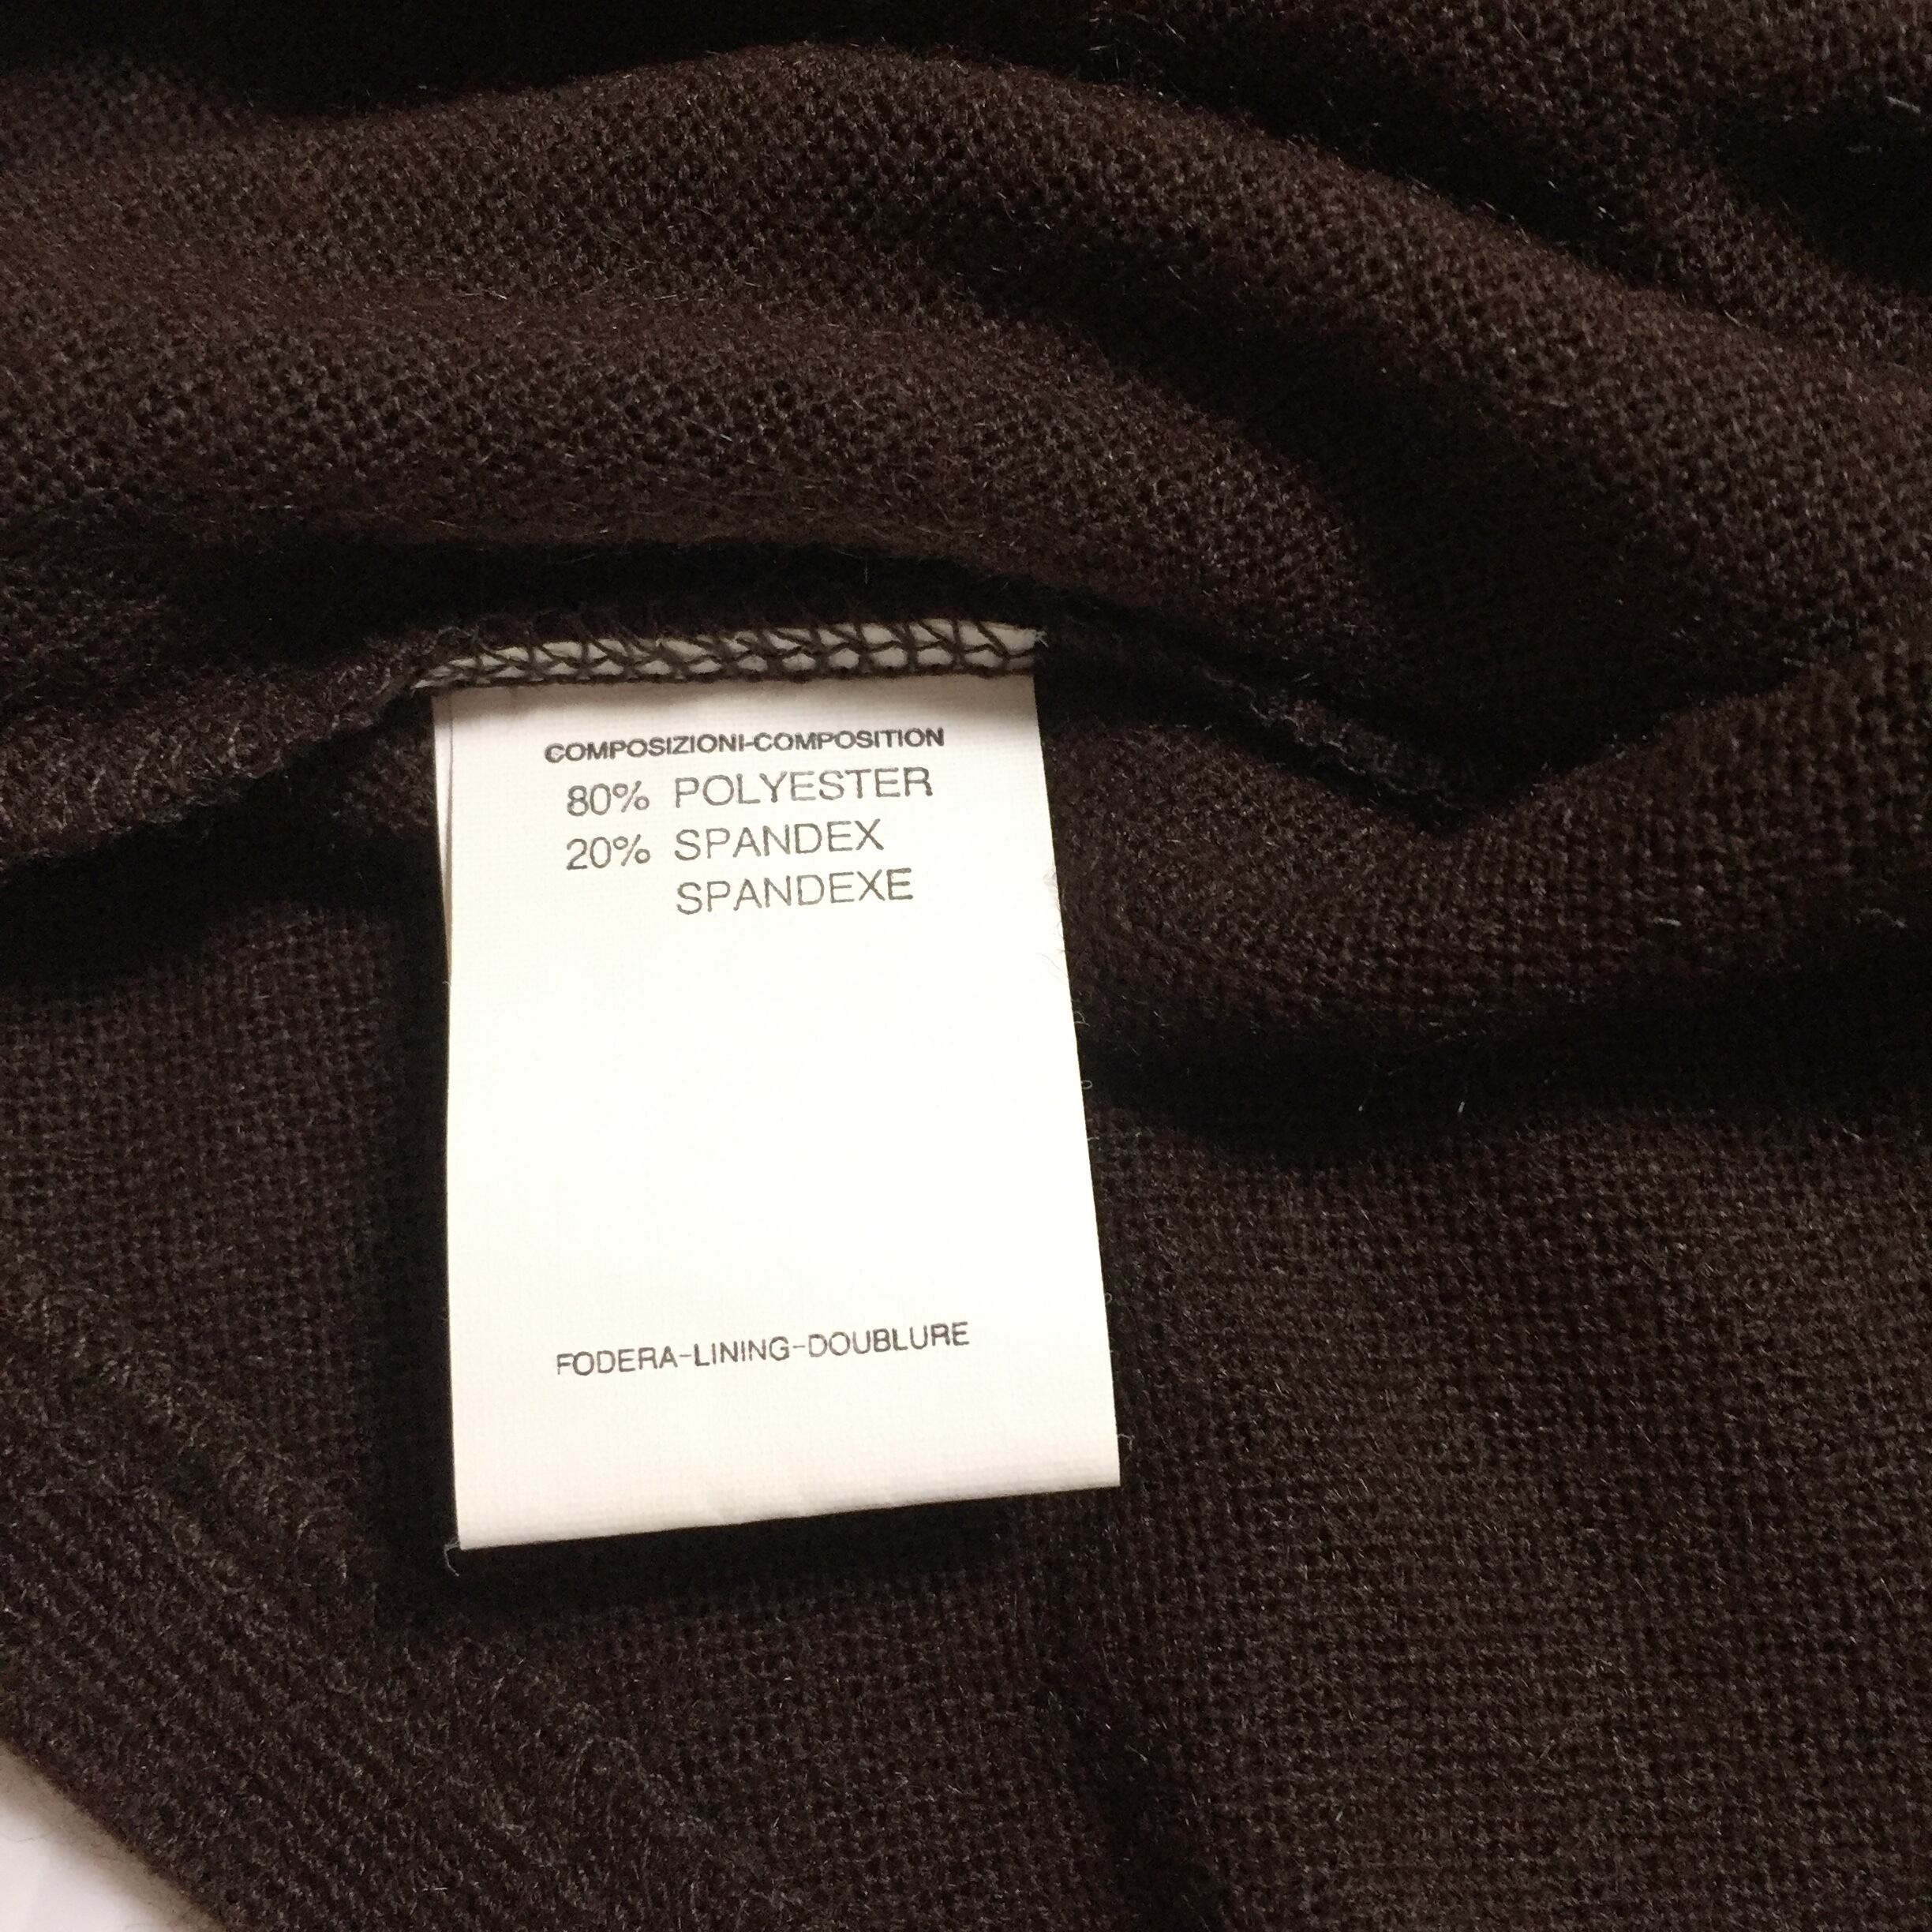 COMPOSIZIONI-COMPOSITION
80% POLYESTER
20% SPANDEX
SPANDEXE
FODERA-LINING-DOUBLURE